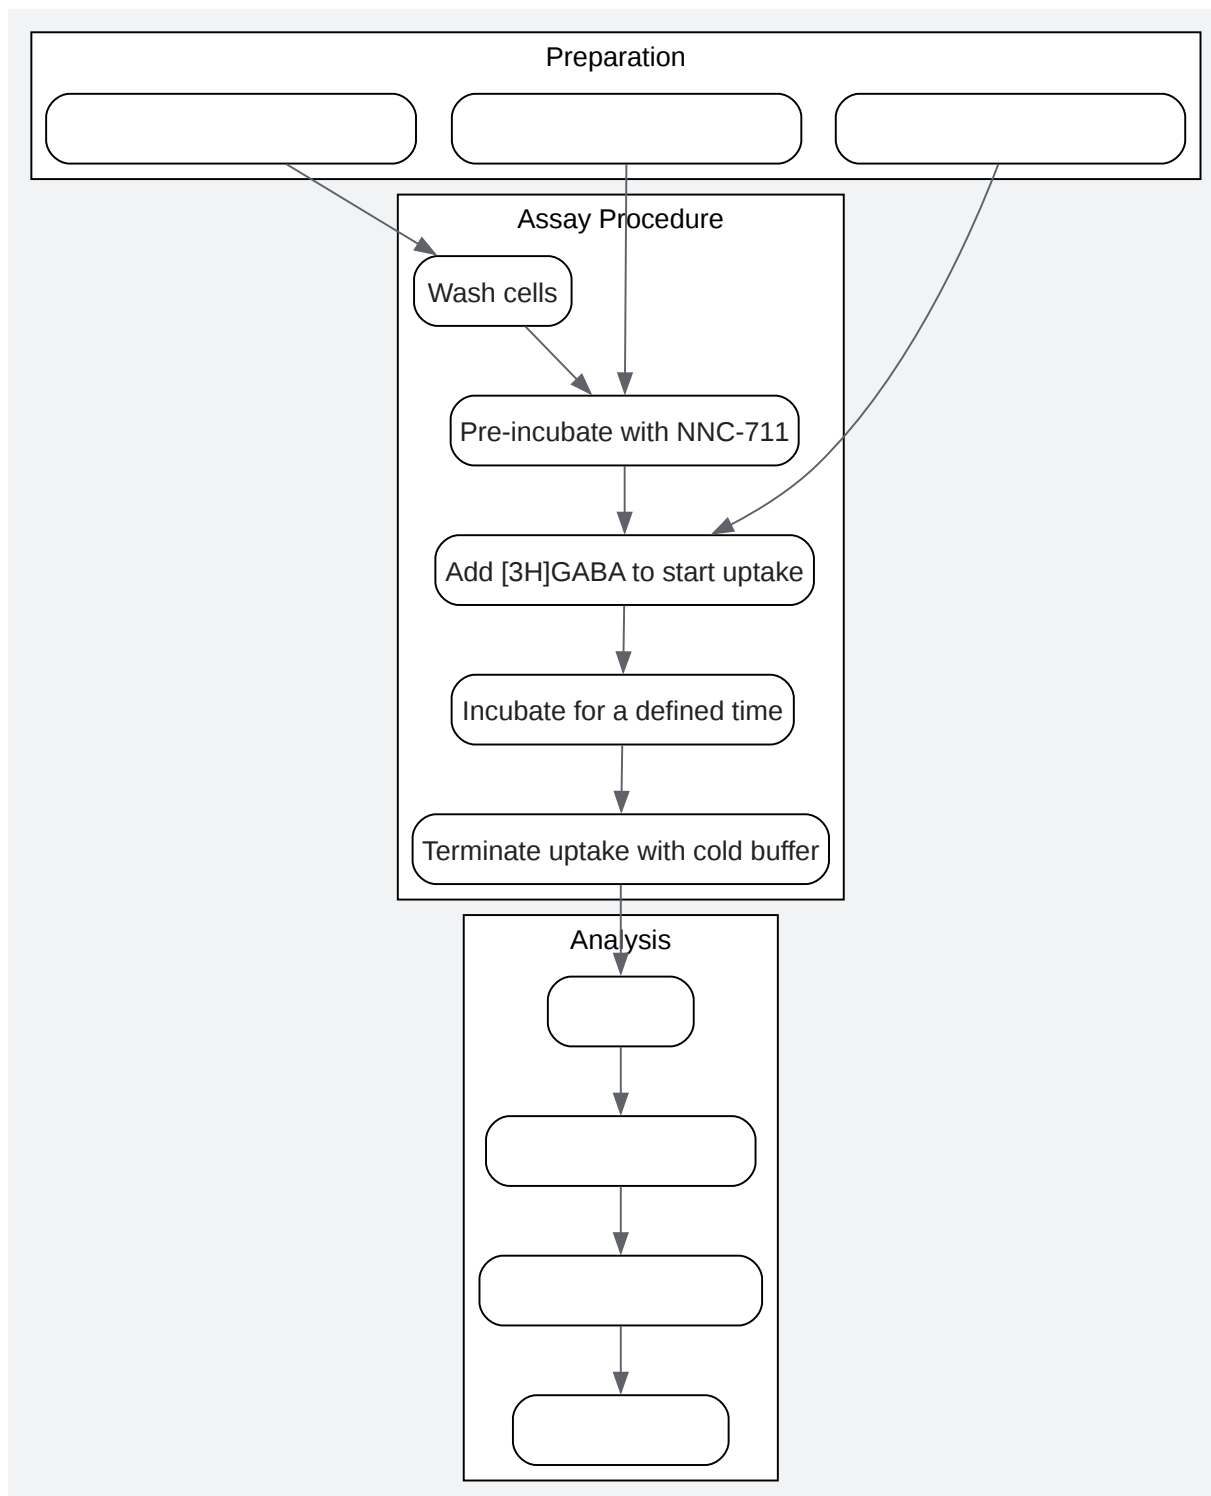 Preparation
Assay Procedure
Wash cells
Pre-incubate with NNC-711
Add [3H]GABA to start uptake
Incubate for a defined time
Terminate uptake with cold buffer
Analysis